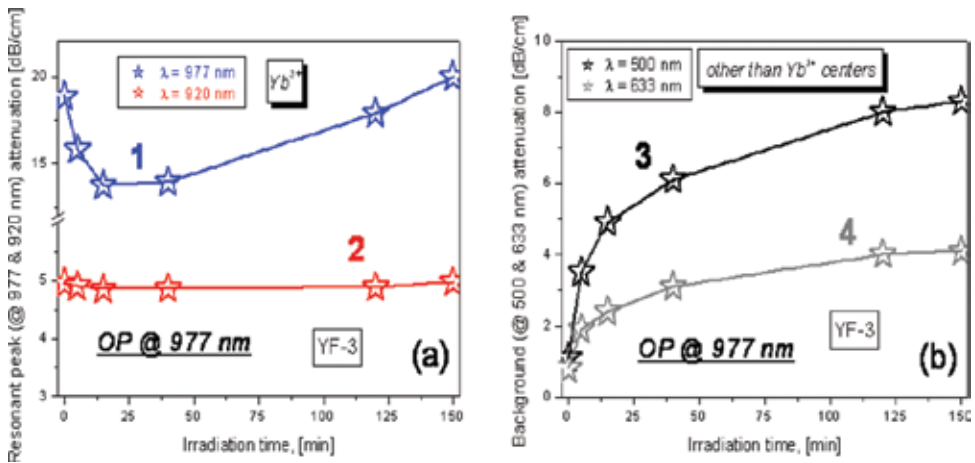 Resonant peak (@ 977 & 920 nm) attenuation [dB/cm]
20
15
5
4
3
λ = 977 nm
λ = 920 nm
Yb³⁺
1
2
OP @ 977 nm
YF-3
(a)
0 25 50 75 100 125 150
Irradiation time, [min]
Background (@ 500 & 633 nm) attenuation [dB/cm]
10
8
6
4
2
0
λ = 500 nm
λ = 633 nm
other than Yb³⁺ centers
3
4
OP @ 977 nm
YF-3
(b)
0 25 50 75 100 125 150
Irradiation time, [min]